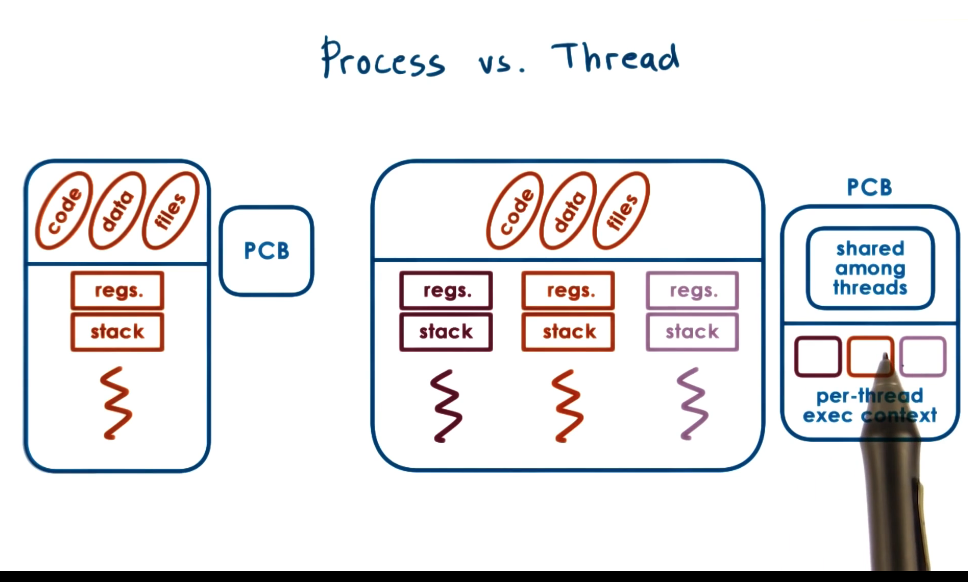 Process vs. Thread
code data files
PCB
regs.
stack
code data files
regs. regs. regs.
stack stack stack
PCB
shared
among
threads
per-thread
exec context